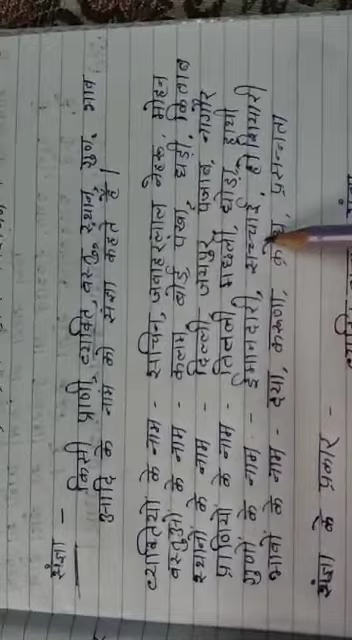 संज्ञा -
किसी प्राणी, व्यक्ति, वस्तु, स्थान, गुण, भाव
आदि के नाम को संज्ञा कहते हैं।
व्यक्तियों के नाम - सचिन, जवाहरलाल नेहरू, मोहन
वस्तुओं के नाम - कलम, बोर्ड, पंखा, घड़ी, किताब
स्थानों के नाम - दिल्ली, जयपुर, पंजाब, नागौर
प्राणियों के नाम - तितली, मछली, घोड़ा, हाथी
गुणों के नाम - ईमानदारी, सच्चाई, होशियारी
भावों के नाम - दया, करूणा, क्रोध, प्रसन्नता
संज्ञा के प्रकार -